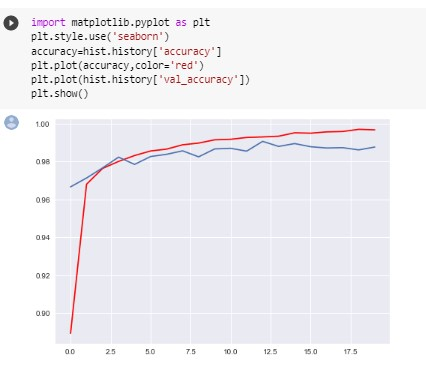 import matplotlib.pyplot as plt
plt.style.use('seaborn')
accuracy=hist.history['accuracy']
plt.plot(accuracy,color='red')
plt.plot(hist.history['val_accuracy'])
plt.show()
1.00
0.98
0.96
0.94
0.92
0.90
0.0 2.5 5.0 7.5 10.0 12.5 15.0 17.5